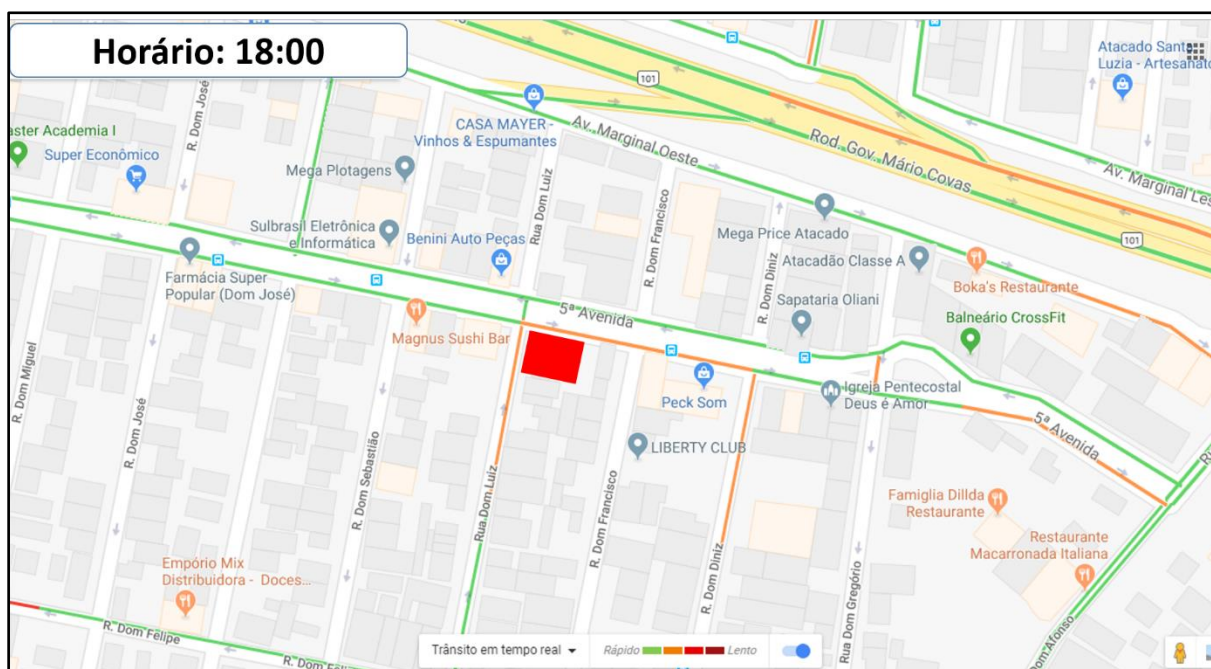 Horário: 18:00
101
Atacado Santa
Luzia - Artesanato
R. Dom José
CASA MAYER -
Vinhos & Espumantes
Av. Marginal Oeste
Rod. Gov. Mário Covas
Av. Marginal Les
aster Academia I
Super Econômico
Mega Plotagens
Rua Dom Luiz
R. Dom Francisco
Mega Price Atacado
101
Sulbrasil Eletrônica
e Informática
Benini Auto Peças
R. Dom Diniz
Atacadão Classe A
Boka's Restaurante
Farmácia Super
Popular (Dom José)
5ª Avenida
Sapataria Oliani
Balneário CrossFit
Magnus Sushi Bar
R. Dom Miguel
R. Dom José
R. Dom Sebastião
Peck Som
Igreja Pentecostal
Deus é Amor
5ª Avenida
LIBERTY CLUB
Rua Dom Luiz
R. Dom Francisco
R. Dom Diniz
Rua Dom Gregório
Famiglia Dillda
Restaurante
Restaurante
Macarronada Italiana
Empório Mix
Distribuidora - Doces...
R. Dom Felipe
R. Dom Feli
om Afonso
Trânsito em tempo real
Rápido
Lento